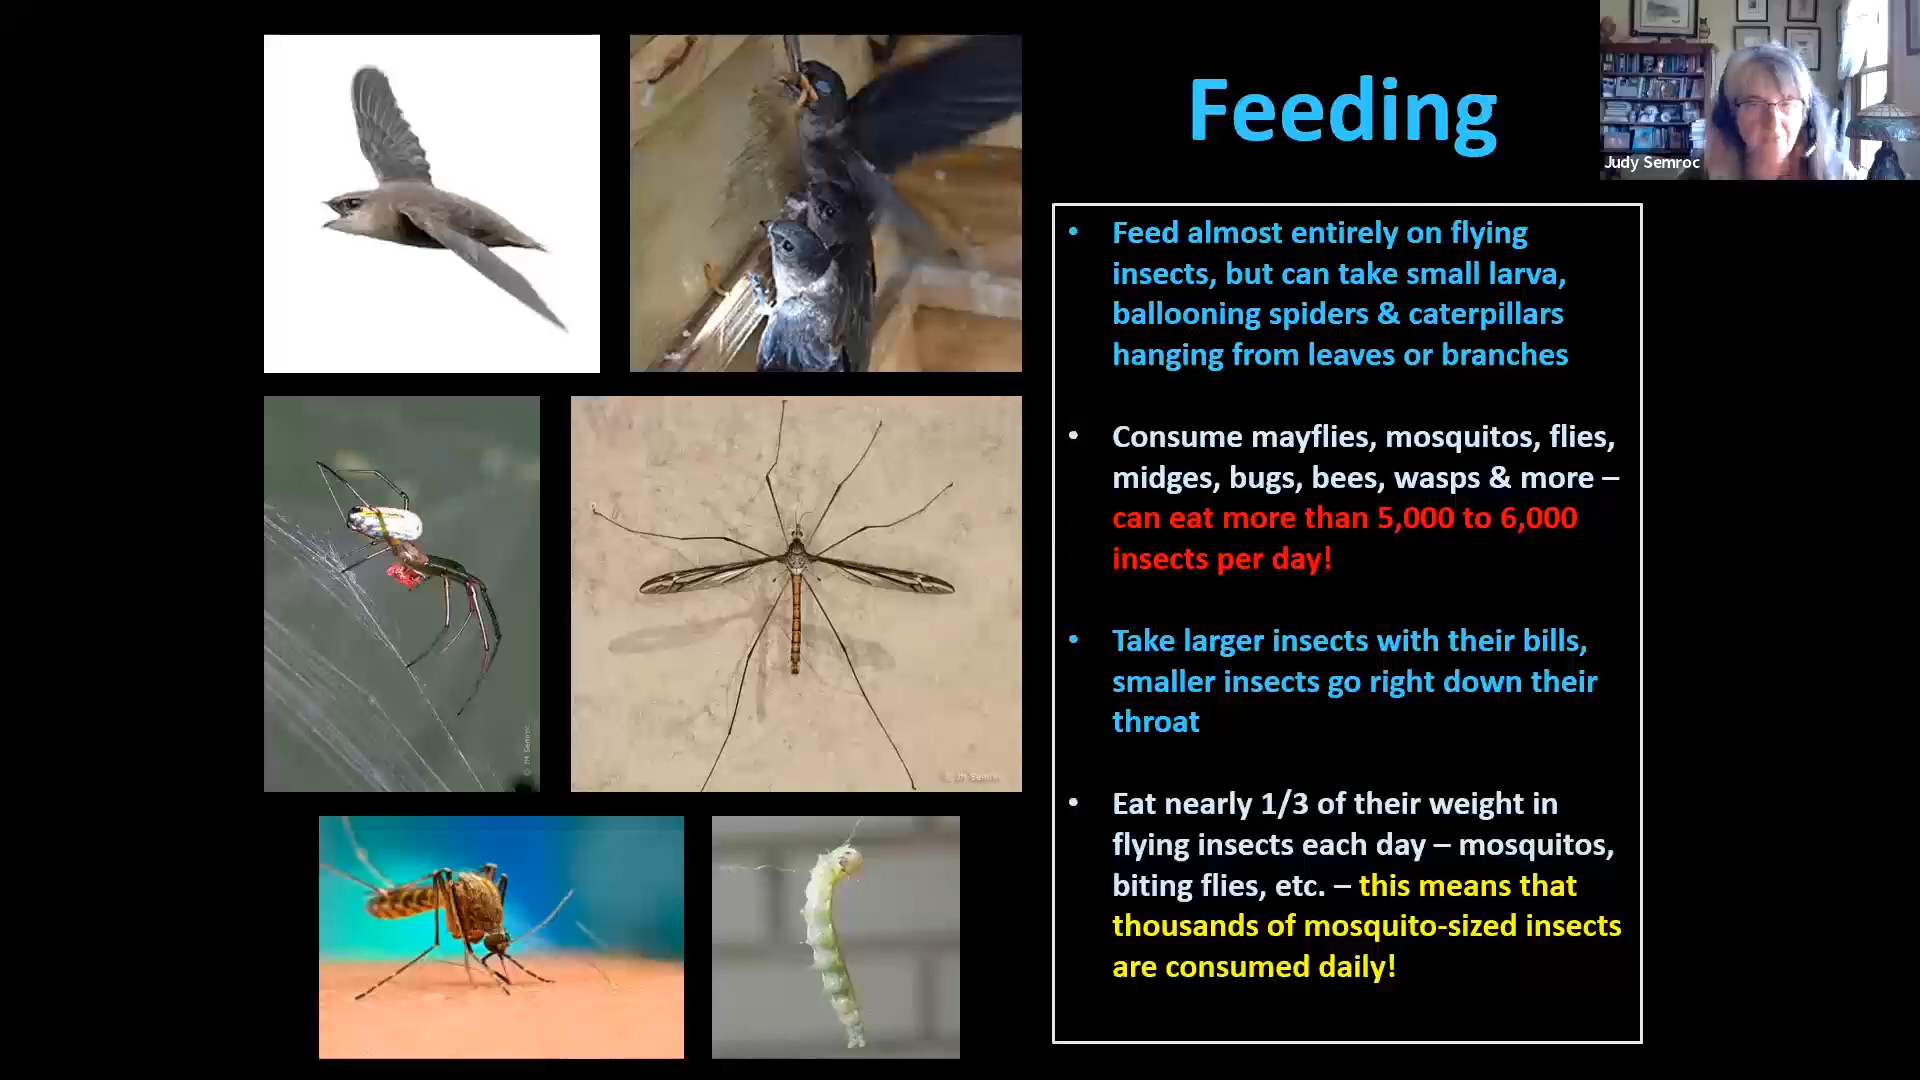 Feeding
Judy Semroc
• Feed almost entirely on flying
insects, but can take small larva,
ballooning spiders & caterpillars
hanging from leaves or branches
• Consume mayflies, mosquitos, flies,
midges, bugs, bees, wasps & more –
can eat more than 5,000 to 6,000
insects per day!
• Take larger insects with their bills,
smaller insects go right down their
throat
• Eat nearly 1/3 of their weight in
flying insects each day – mosquitos,
biting flies, etc. – this means that
thousands of mosquito-sized insects
are consumed daily!
© JM Semroc
© JM Semroc